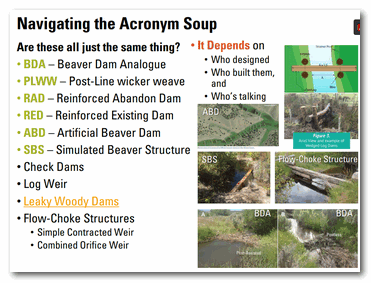 Navigating the Acronym Soup
Are these all just the same thing?
• BDA – Beaver Dam Analogue
• PLWW – Post-Line wicker weave
• RAD – Reinforced Abandon Dam
• RED – Reinforced Existing Dam
• ABD – Artificial Beaver Dam
• SBS – Simulated Beaver Structure
• Check Dams
• Log Weir
• Leaky Woody Dams
• Flow-Choke Structures
• Simple Contracted Weir
• Combined Orifice Weir
• It Depends on
• Who designed
• Who built them,
and
• Who's talking
ABD
Figure 5
SBS
Flow-Choke Structure
BDA
BDA